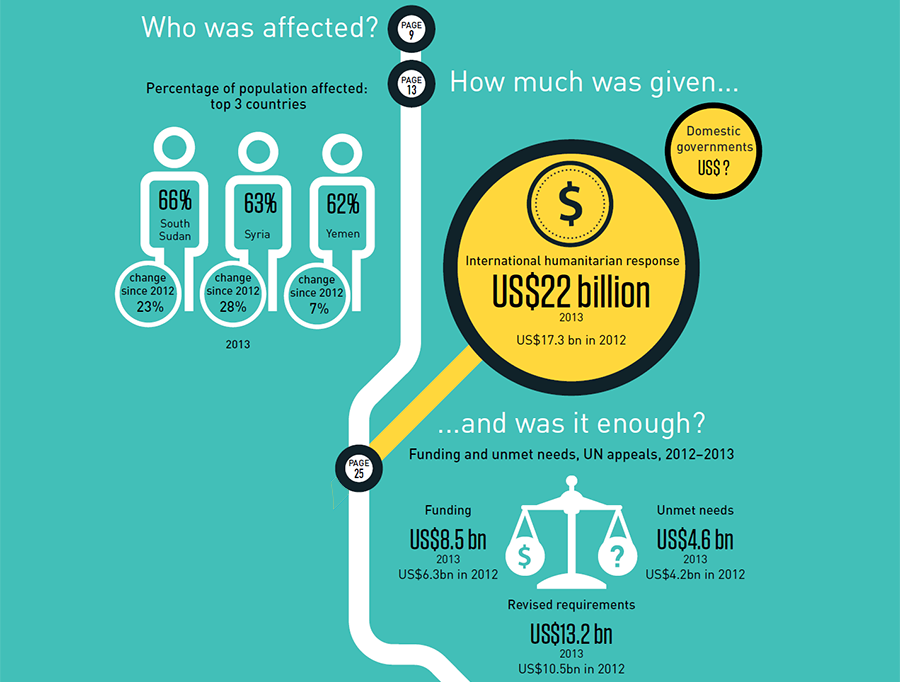 Who was affected?
PAGE
9
PAGE
13
Percentage of population affected:
top 3 countries
66%
South
Sudan
change
since 2012
23%
63%
Syria
change
since 2012
28%
62%
Yemen
change
since 2012
7%
2013
How much was given...
Domestic
governments
US$ ?
$
International humanitarian response
US$22 billion
2013
US$17.3 bn in 2012
...and was it enough?
PAGE
25
Funding and unmet needs, UN appeals, 2012–2013
Funding
US$8.5 bn
2013
US$6.3bn in 2012
$
?
Unmet needs
US$4.6 bn
2013
US$4.2bn in 2012
Revised requirements
US$13.2 bn
2013
US$10.5bn in 2012